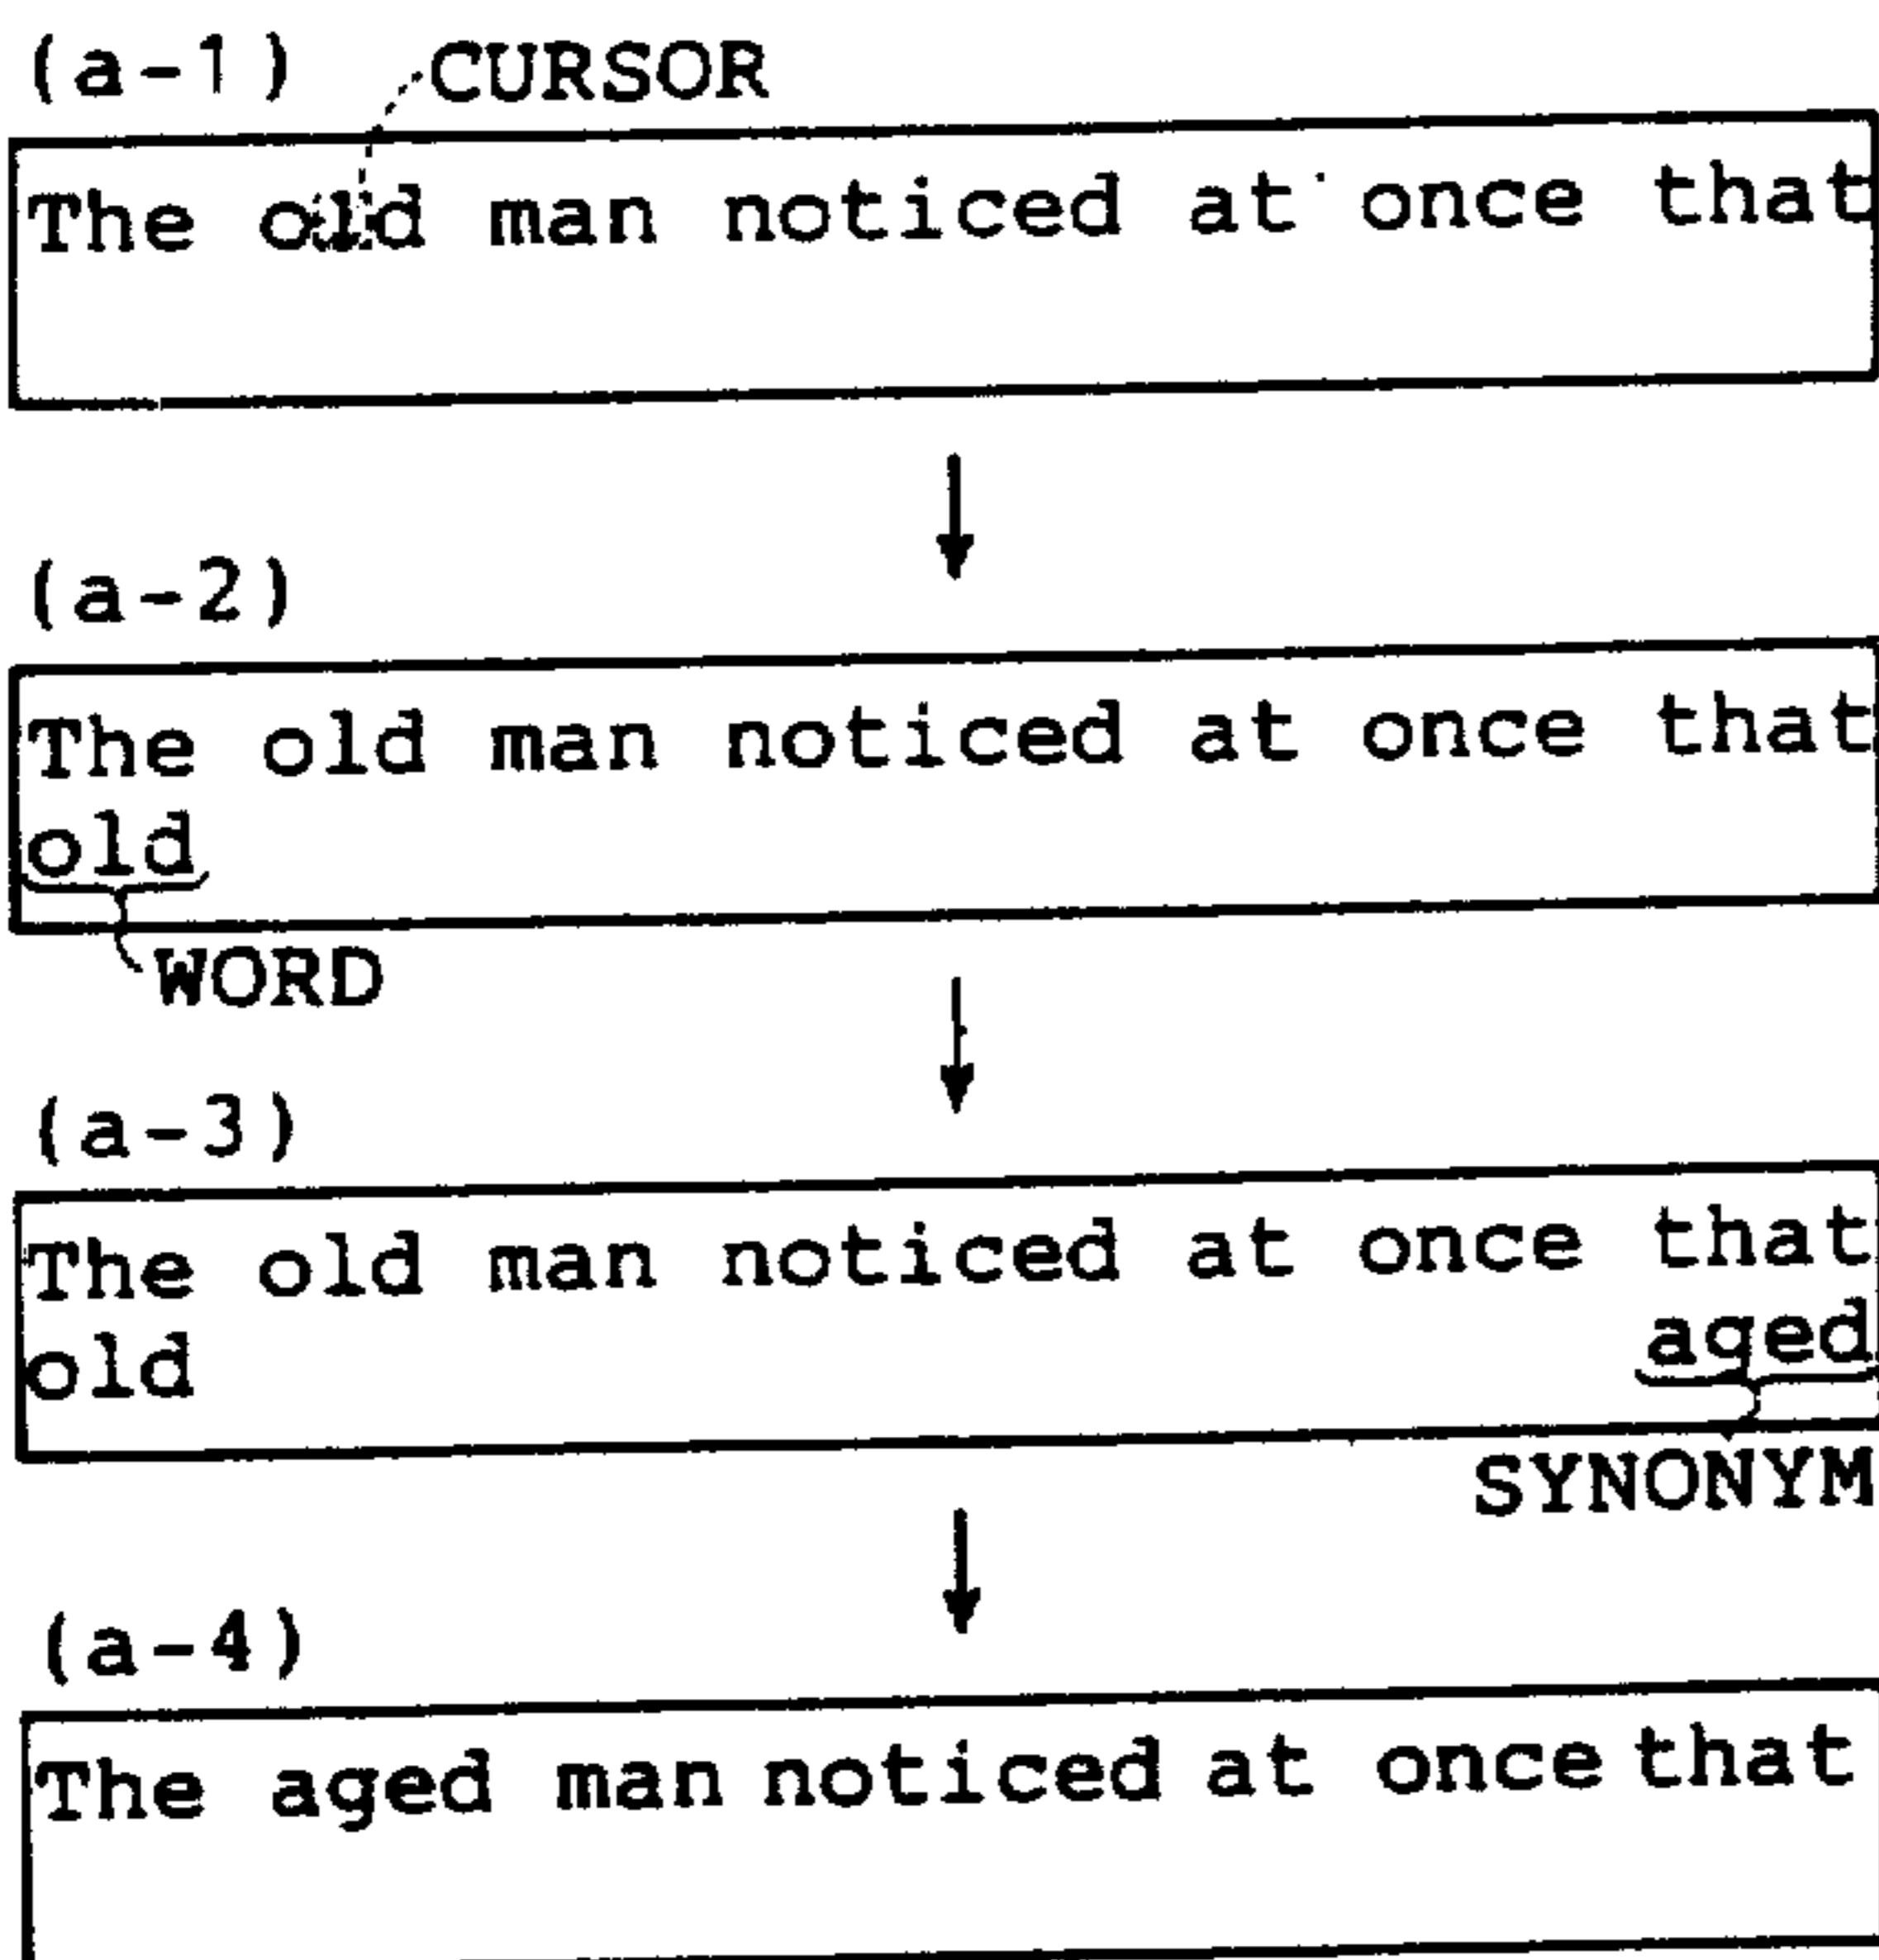 (a-1) CURSOR
The old man noticed at once that
(a-2)
The old man noticed at once that
old
WORD
(a-3)
The old man noticed at once that
old aged
SYNONYM
(a-4)
The aged man noticed at once that